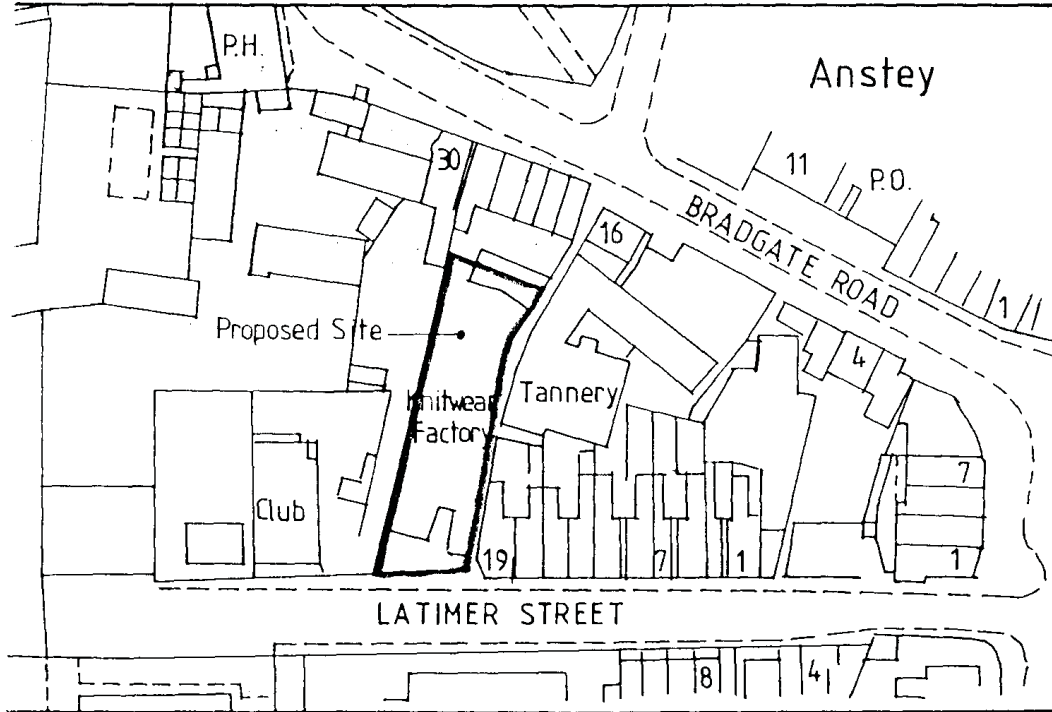 P.H.
Anstey
30
11
P.O.
16
BRADGATE ROAD
1
Proposed Site
4
Knitwear
Factory
Tannery
Club
7
19
7
1
1
LATIMER STREET
8
4